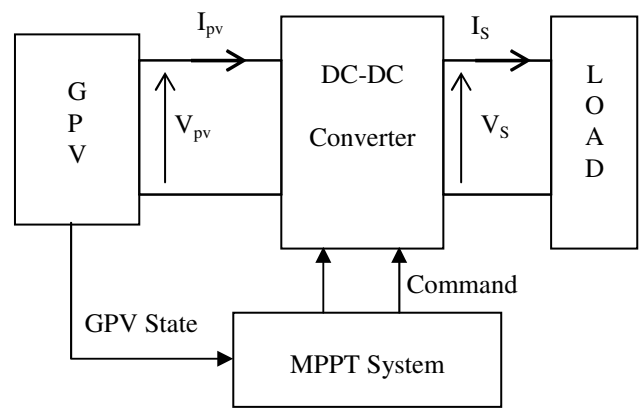 I_pv
I_S
G
P
V
V_pv
DC-DC
Converter
V_S
L
O
A
D
Command
GPV State
MPPT System